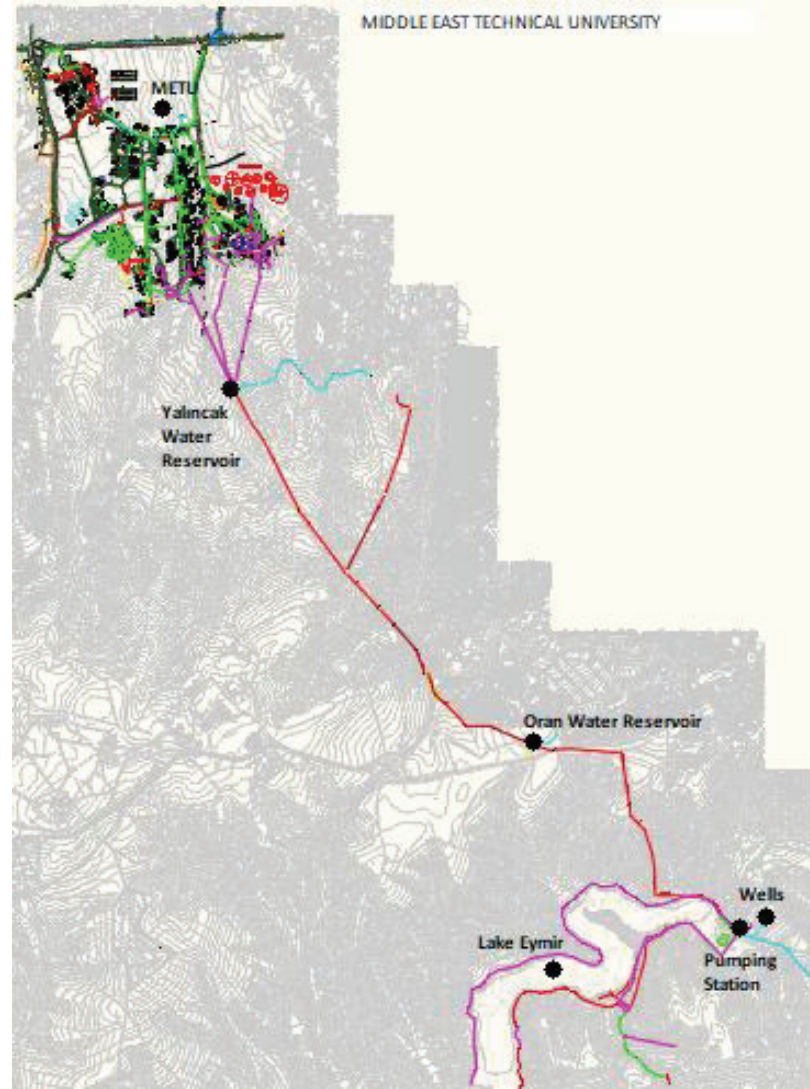 MIDDLE EAST TECHNICAL UNIVERSITY
METU
Yalıncak
Water
Reservoir
Oran Water Reservoir
Wells
Lake Eymir
Pumping
Station